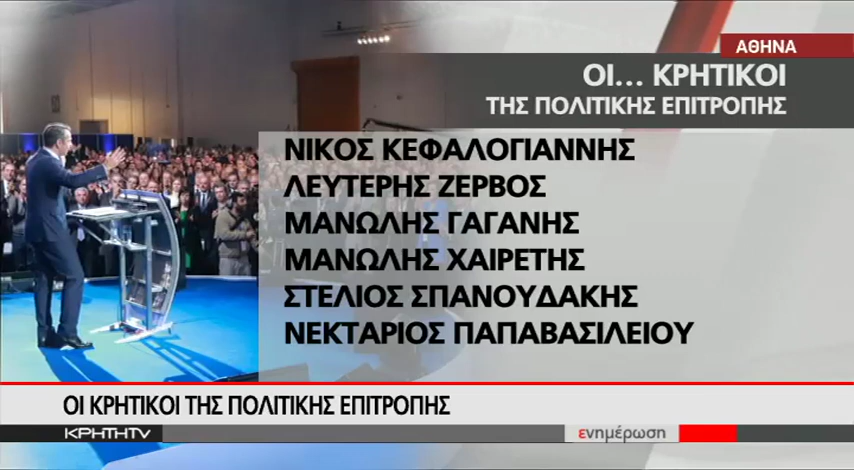 ΑΘΗΝΑ
ΟΙ... ΚΡΗΤΙΚΟΙ
ΤΗΣ ΠΟΛΙΤΙΚΗΣ ΕΠΙΤΡΟΠΗΣ
ΝΙΚΟΣ ΚΕΦΑΛΟΓΙΑΝΝΗΣ
ΛΕΥΤΕΡΗΣ ΖΕΡΒΟΣ
ΜΑΝΩΛΗΣ ΓΑΓΑΝΗΣ
ΜΑΝΩΛΗΣ ΧΑΙΡΕΤΗΣ
ΣΤΕΛΙΟΣ ΣΠΑΝΟΥΔΑΚΗΣ
ΝΕΚΤΑΡΙΟΣ ΠΑΠΑΒΑΣΙΛΕΙΟΥ
ΟΙ ΚΡΗΤΙΚΟΙ ΤΗΣ ΠΟΛΙΤΙΚΗΣ ΕΠΙΤΡΟΠΗΣ
ΚΡΗΤΗTV
ενημέρωση